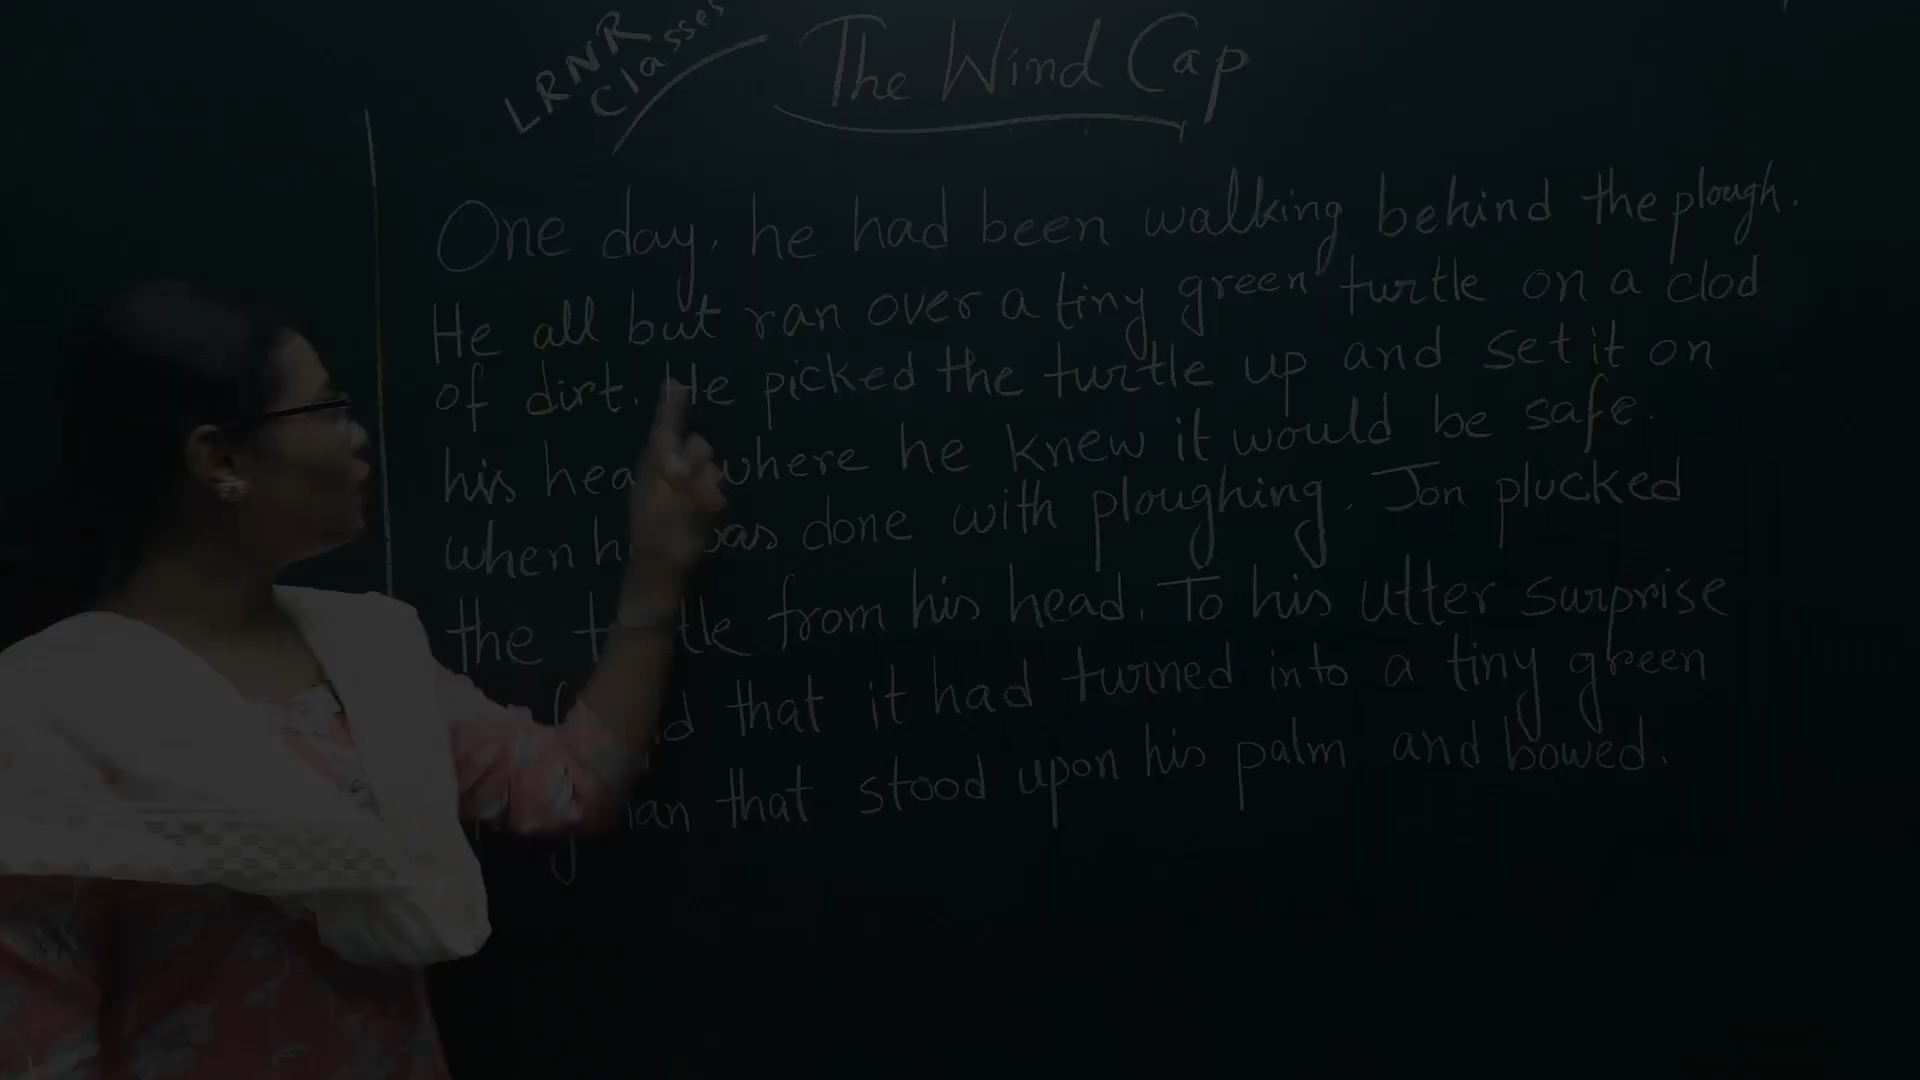 LRNR
Classes
The Wind Cap
One day, he had been walking behind the plough.
He all but ran over a tiny green turtle on a clod
of dirt. He picked the turtle up and set it on
his hea where he knew it would be safe.
when h was done with ploughing. Jon plucked
the t tle from his head. To his utter surprise
that it had turned into a tiny green
an that stood upon his palm and bowed.